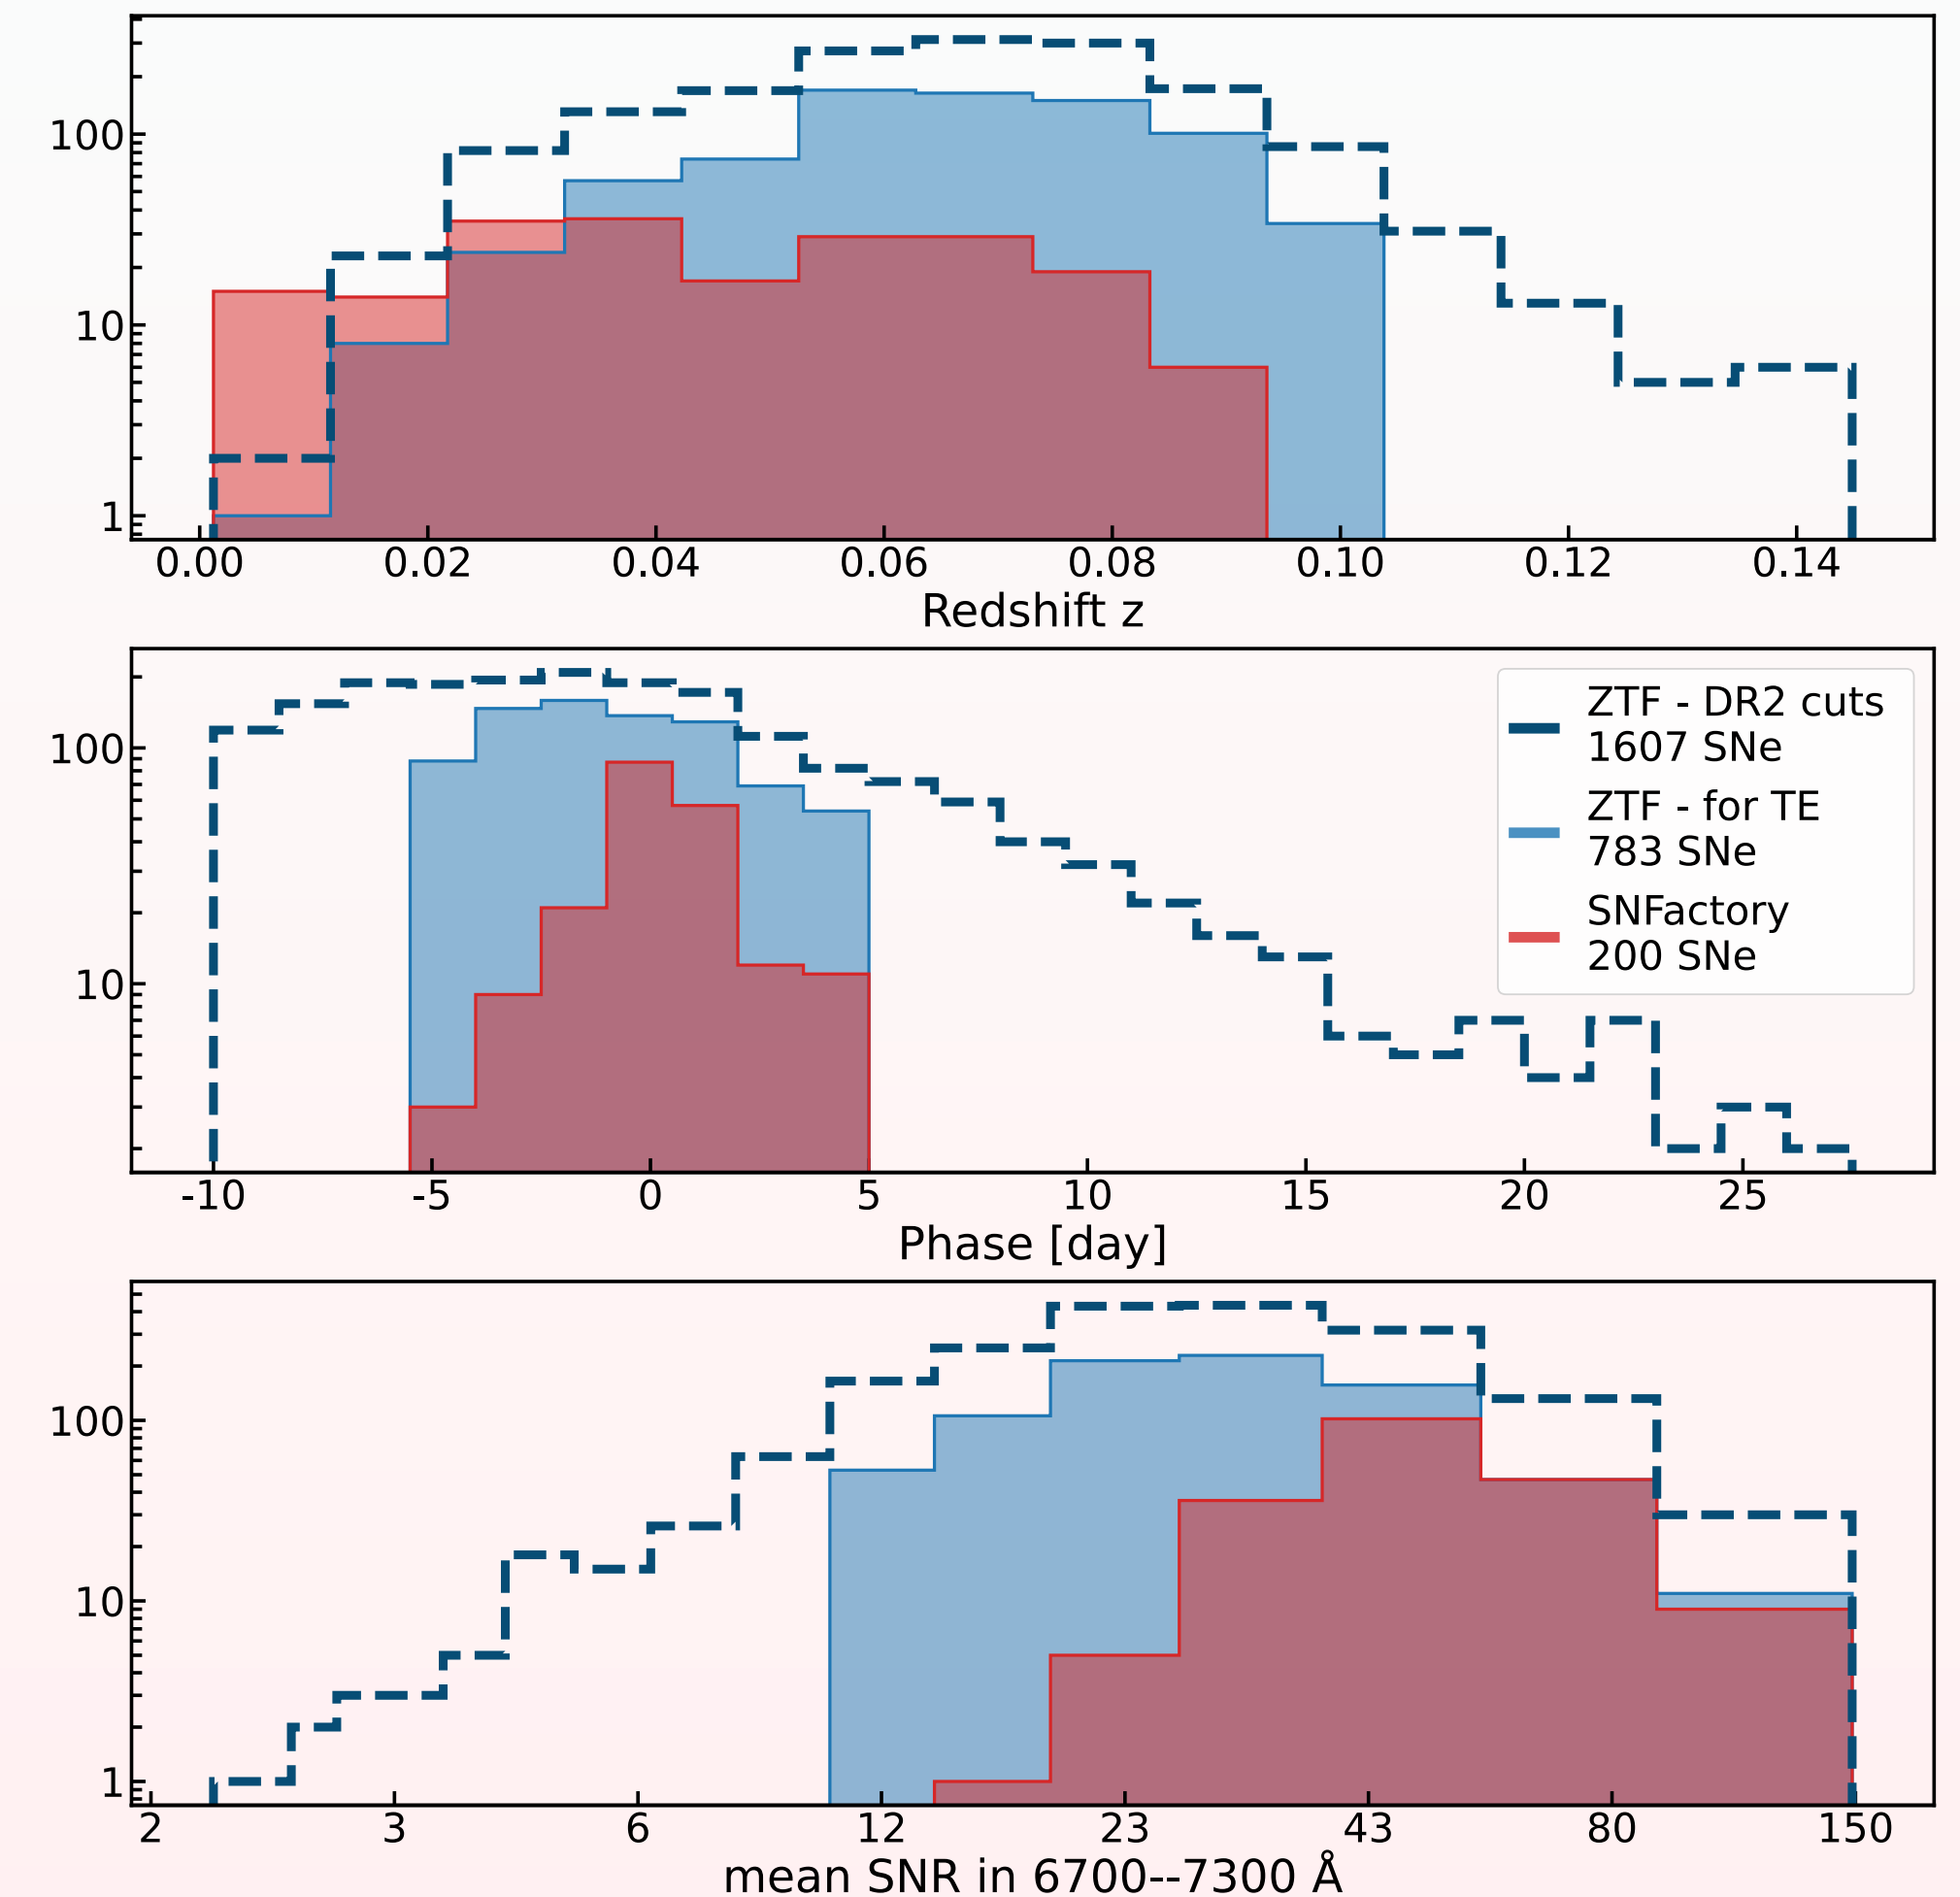 100
10
1
0.00 0.02 0.04 0.06 0.08 0.10 0.12 0.14
Redshift z
100
10
ZTF - DR2 cuts
1607 SNe
ZTF - for TE
783 SNe
SNFactory
200 SNe
-10 -5 0 5 10 15 20 25
Phase [day]
100
10
1
2 3 6 12 23 43 80 150
mean SNR in 6700--7300 Å